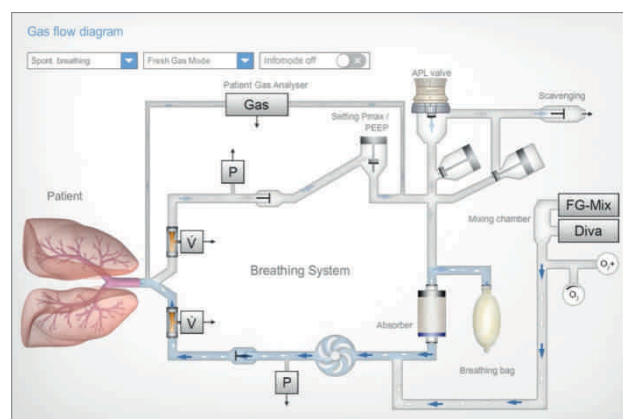 Gas flow diagram
Spont. breathing
Fresh Gas Mode
Infomode off
Patient Gas Analyser
Gas
Setting Pmax /
PEEP
APL valve
Scavenging
P
Patient
V̇
Breathing System
V̇
P
Absorber
Breathing bag
Mixing chamber
FG-Mix
Diva
O₂+
O₂